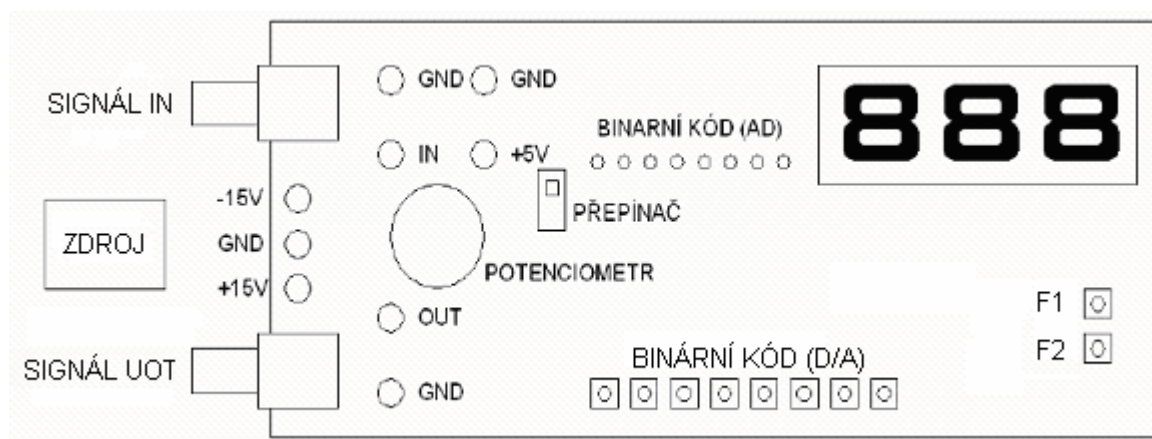 SIGNÁL IN
GND
GND
IN
+5V
BINARNÍ KÓD (AD)
888
-15V
PŘEPÍNAČ
ZDROJ
GND
POTENCIOMETR
+15V
OUT
F1
F2
SIGNÁL UOT
BINÁRNÍ KÓD (D/A)
GND